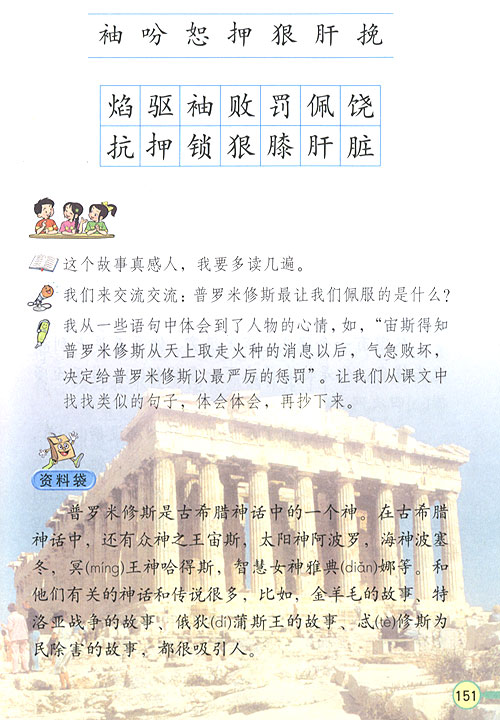 袖 吩 恕 押 狠 肝 挽
焰 驱 袖 败 罚 佩 饶
抗 押 锁 狠 膝 肝 脏
这个故事真感人，我要多读几遍。
我们来交流交流：普罗米修斯最让我们佩服的是什么？
我从一些语句中体会到了人物的心情，如，“宙斯得知
普罗米修斯从天上取走火种的消息以后，气急败坏，
决定给普罗米修斯以最严厉的惩罚”。让我们从课文中
找找类似的句子，体会体会，再抄下来。
资料袋
普罗米修斯是古希腊神话中的一个神。在古希腊
神话中，还有众神之王宙斯，太阳神阿波罗，海神波塞
冬，冥(míng)王神哈得斯，智慧女神雅典(diǎn)娜等。和
他们有关的神话和传说很多，比如，金羊毛的故事、特
洛亚战争的故事、俄狄(dí)蒲斯王的故事、忒(tè)修斯为
民除害的故事，都很吸引人。
151